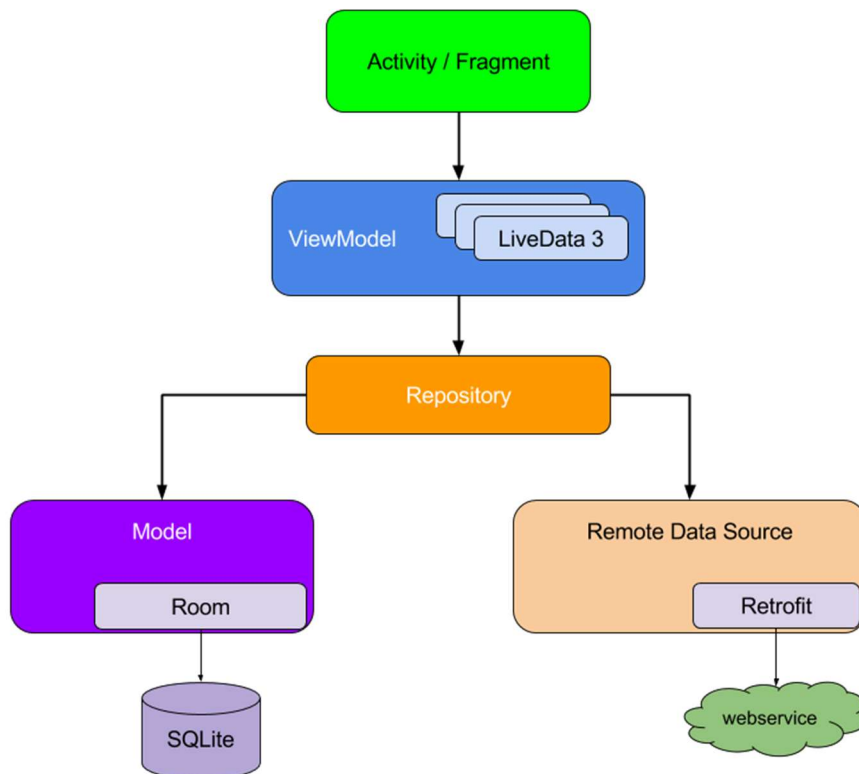 Activity / Fragment
ViewModel
LiveData 3
Repository
Model
Room
SQLite
Remote Data Source
Retrofit
webservice